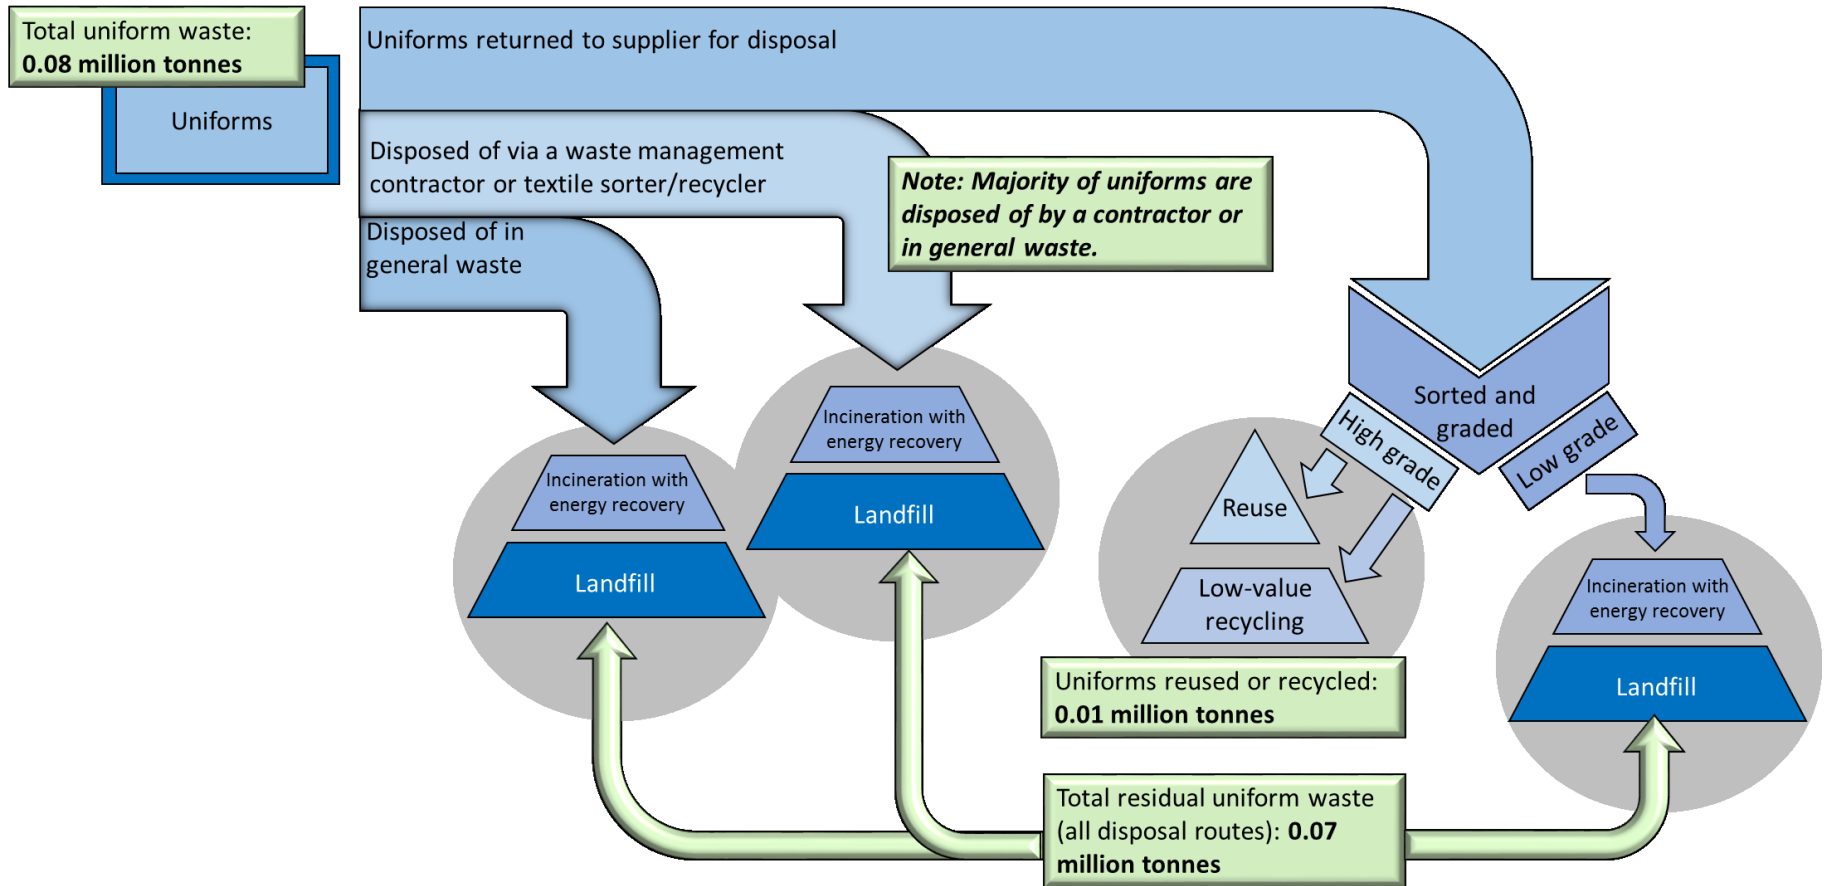 Total uniform waste:
0.08 million tonnes
Uniforms
Uniforms returned to supplier for disposal
Disposed of via a waste management
contractor or textile sorter/recycler
Disposed of in
general waste
Note: Majority of uniforms are
disposed of by a contractor or
in general waste.
Sorted and
graded
High grade
Low grade
Incineration with
energy recovery
Landfill
Incineration with
energy recovery
Landfill
Reuse
Low-value
recycling
Incineration with
energy recovery
Landfill
Uniforms reused or recycled:
0.01 million tonnes
Total residual uniform waste
(all disposal routes): 0.07
million tonnes